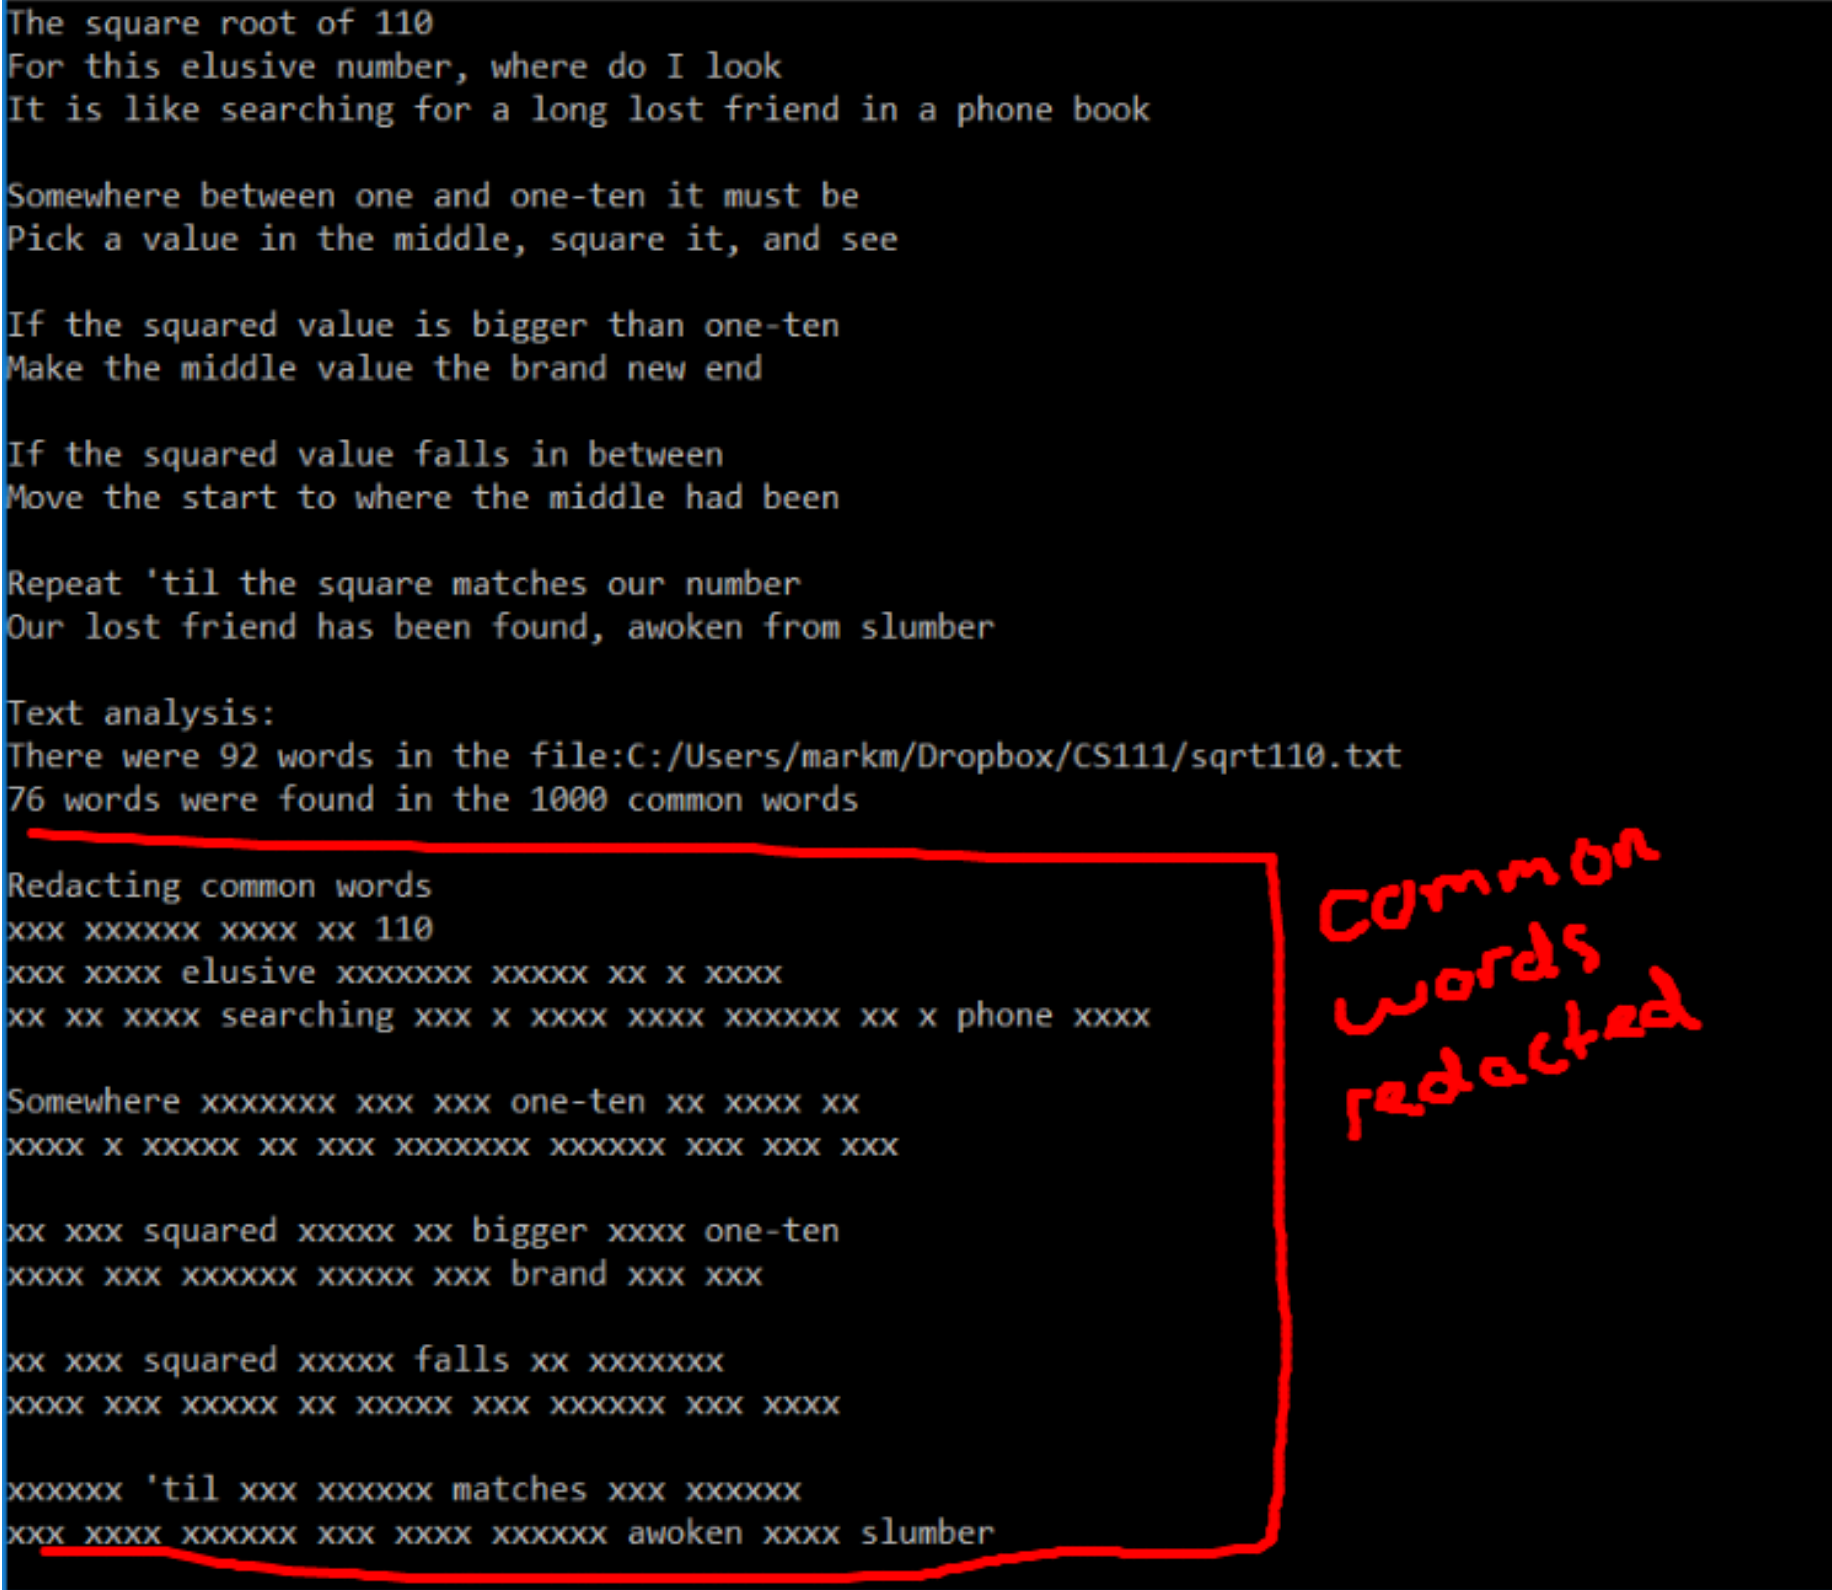 The square root of 110
For this elusive number, where do I look
It is like searching for a long lost friend in a phone book

Somewhere between one and one-ten it must be
Pick a value in the middle, square it, and see

If the squared value is bigger than one-ten
Make the middle value the brand new end

If the squared value falls in between
Move the start to where the middle had been

Repeat 'til the square matches our number
Our lost friend has been found, awoken from slumber

Text analysis:
There were 92 words in the file:C:/Users/markm/Dropbox/CS111/sqrt110.txt
76 words were found in the 1000 common words

Redacting common words
xxx xxxxxx xxxx xx 110
xxx xxxx elusive xxxxxxx xxxxx xx x xxxx
xx xx xxxx searching xxx x xxxx xxxx xxxxxx xx x phone xxxx

Somewhere xxxxxxx xxx xxx one-ten xx xxxx xx
xxxx x xxxxx xx xxx xxxxxxx xxxxxx xxx xxx xxx

xx xxx squared xxxxx xx bigger xxxx one-ten
xxxx xxx xxxxxx xxxxx xxx brand xxx xxx

xx xxx squared xxxxx falls xx xxxxxxx
xxxx xxx xxxxx xx xxxxx xxx xxxxxx xxx xxxx

xxxxxx 'til xxx xxxxxx matches xxx xxxxxx
xxx xxxx xxxxxx xxx xxxx xxxxxx awoken xxxx slumber

common
words
redacted